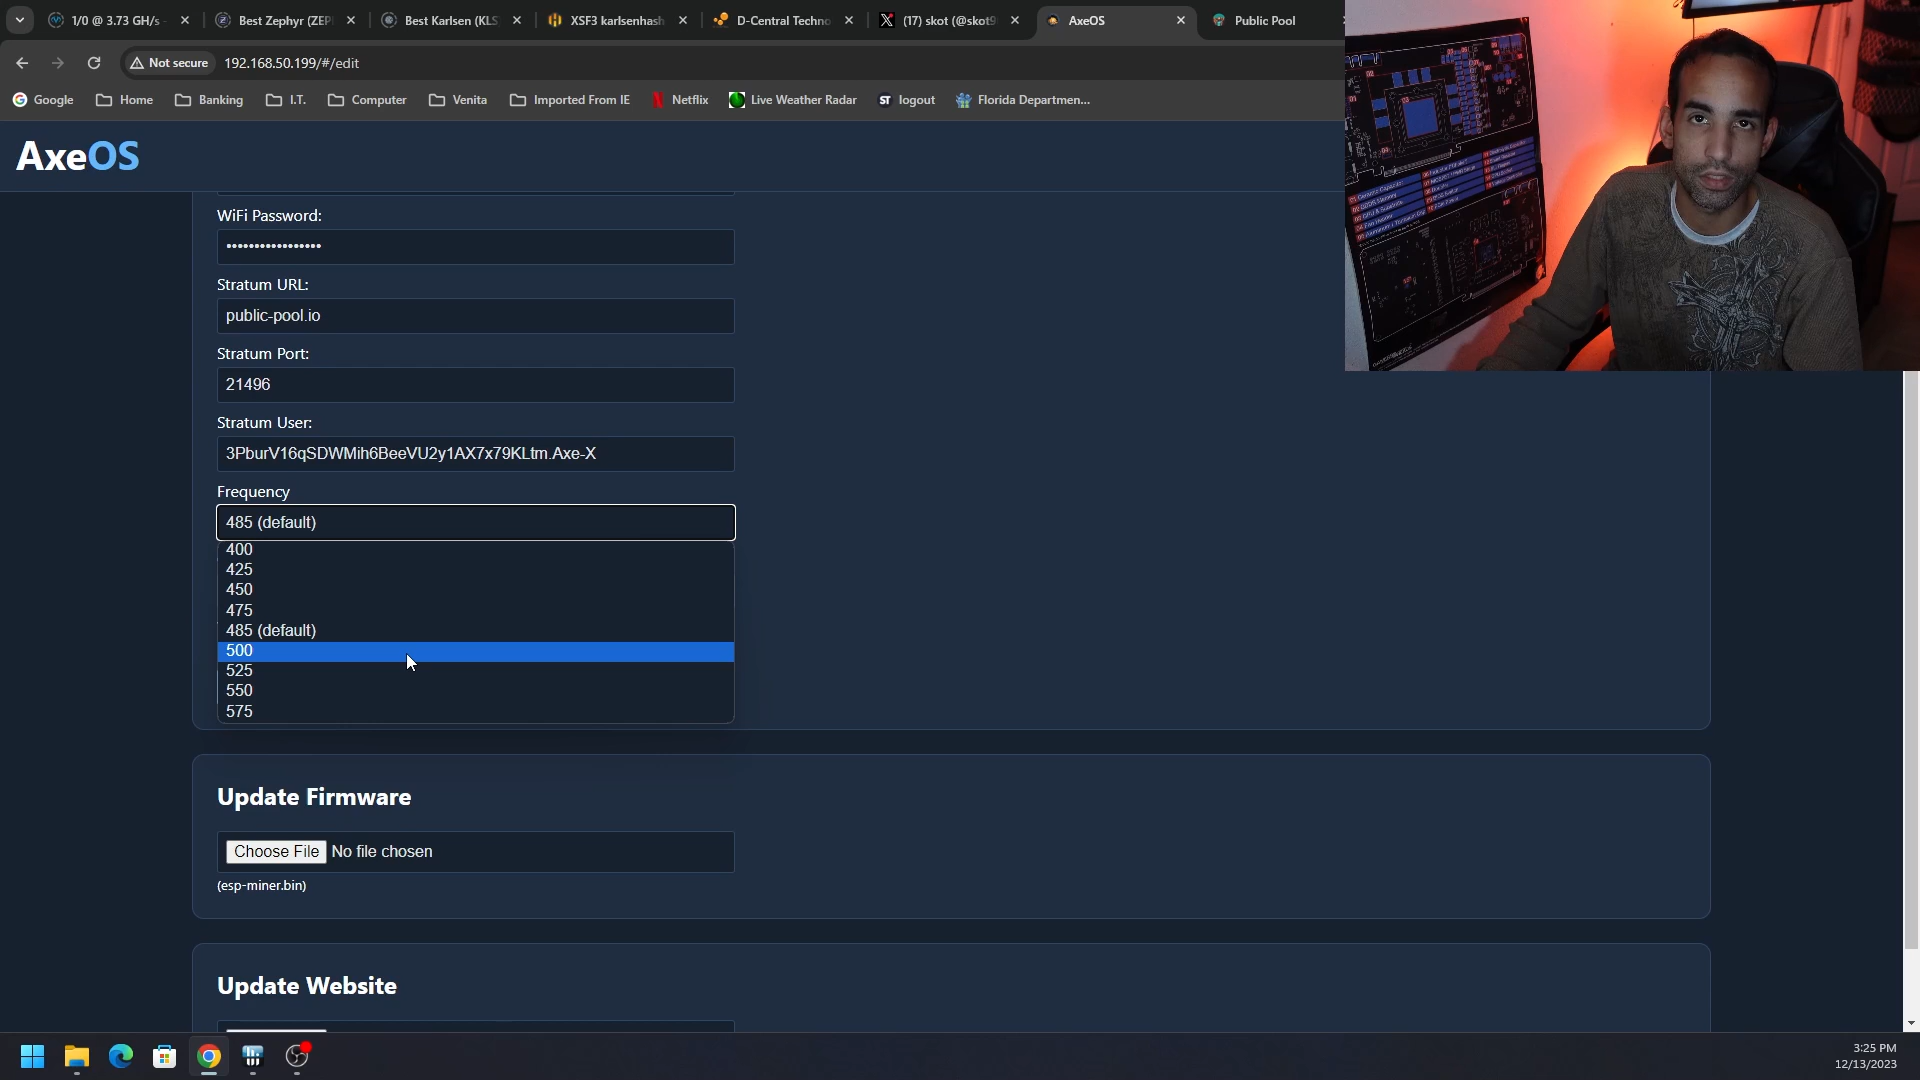 1/0 @ 3.73 GH/s -
Best Zephyr (ZEP
Best Karlsen (KLS
XSF3 karlsenhash
D-Central Techno
(17) skot (@skot9
AxeOS
Public Pool
Not secure
192.168.50.199/#/edit
Google
Home
Banking
I.T.
Computer
Venita
Imported From IE
Netflix
Live Weather Radar
ST logout
Florida Departmen...
AxeOS
WiFi Password:
•••••••••••••••••
Stratum URL:
public-pool.io
Stratum Port:
21496
Stratum User:
3PburV16qSDWMih6BeeVU2y1AX7x79KLtm.Axe-X
Frequency
485 (default)
400
425
450
475
485 (default)
500
525
550
575
Update Firmware
Choose File No file chosen
(esp-miner.bin)
Update Website
3:25 PM
12/13/2023